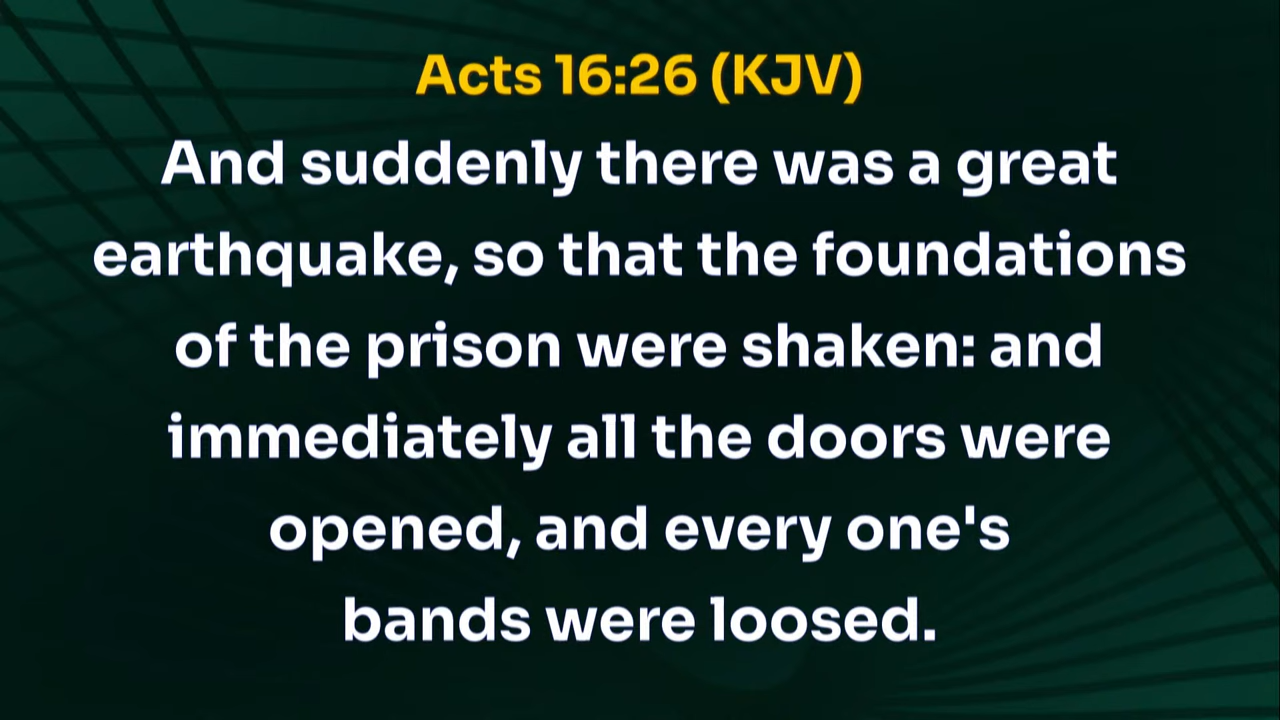 Acts 16:26 (KJV)
And suddenly there was a great
earthquake, so that the foundations
of the prison were shaken: and
immediately all the doors were
opened, and every one's
bands were loosed.